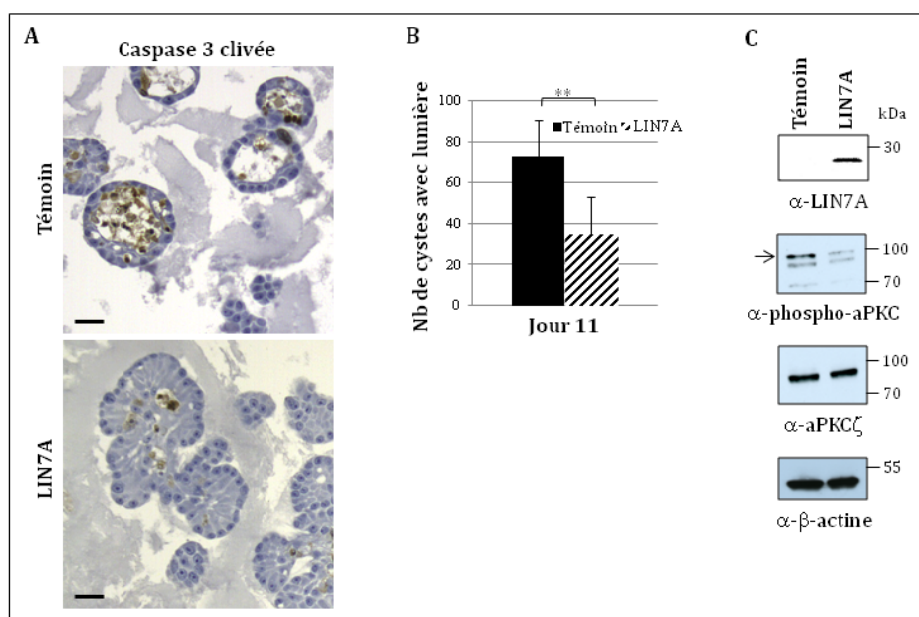 A
Caspase 3 clivée
Témoin
LIN7A
B
Nb de cystes avec lumière
100
80
60
40
20
0
**
Témoin
LIN7A
Jour 11
C
Témoin
LIN7A
kDa
30
α-LIN7A
100
70
α-phospho-aPKC
100
70
α-aPKCζ
55
α-β-actine